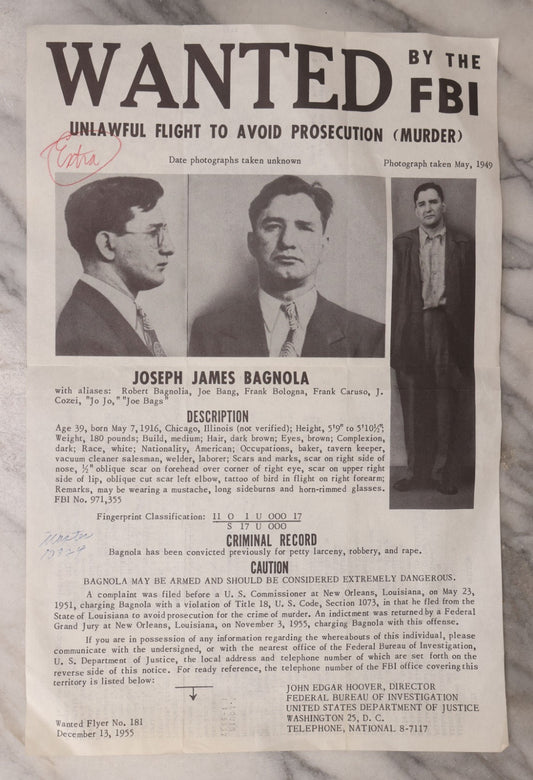 WANTED BY THE FBI
UNLAWFUL FLIGHT TO AVOID PROSECUTION (MURDER)
Extra
Date photographs taken unknown
Photograph taken May, 1949
JOSEPH JAMES BAGNOLA
with aliases: Robert Bagnolia, Joe Bang, Frank Bologna, Frank Caruso, J.
Cozei, "Jo Jo," "Joe Bags"
DESCRIPTION
Age 39, born May 7, 1916, Chicago, Illinois (not verified); Height, 5'9" to 5'10½";
Weight, 180 pounds; Build, medium; Hair, dark brown; Eyes, brown; Complexion,
dark; Race, white; Nationality, American; Occupations, baker, tavern keeper,
vacuum cleaner salesman, welder, laborer; Scars and marks, scar on right side of
nose, ½" oblique scar on forehead over corner of right eye, scar on upper right
side of lip, oblique cut scar left elbow, tattoo of bird in flight on right forearm;
Remarks, may be wearing a mustache, long sideburns and horn-rimmed glasses.
FBI No. 971,355
Fingerprint Classification: 11 O 1 U 000 17
S 17 U 000
CRIMINAL RECORD
Bagnola has been convicted previously for petty larceny, robbery, and rape.
CAUTION
BAGNOLA MAY BE ARMED AND SHOULD BE CONSIDERED EXTREMELY DANGEROUS.
A complaint was filed before a U. S. Commissioner at New Orleans, Louisiana, on May 23,
1951, charging Bagnola with a violation of Title 18, U. S. Code, Section 1073, in that he fled from the
State of Louisiana to avoid prosecution for the crime of murder. An indictment was returned by a Federal
Grand Jury at New Orleans, Louisiana, on November 3, 1955, charging Bagnola with this offense.
If you are in possession of any information regarding the whereabouts of this individual, please
communicate with the undersigned, or with the nearest office of the Federal Bureau of Investigation,
U. S. Department of Justice, the local address and telephone number of which are set forth on the
reverse side of this notice. For ready reference, the telephone number of the FBI office covering this
territory is listed below:
JOHN EDGAR HOOVER, DIRECTOR
FEDERAL BUREAU OF INVESTIGATION
UNITED STATES DEPARTMENT OF JUSTICE
WASHINGTON 25, D. C.
TELEPHONE, NATIONAL 8-7117
Wanted Flyer No. 181
December 13, 1955